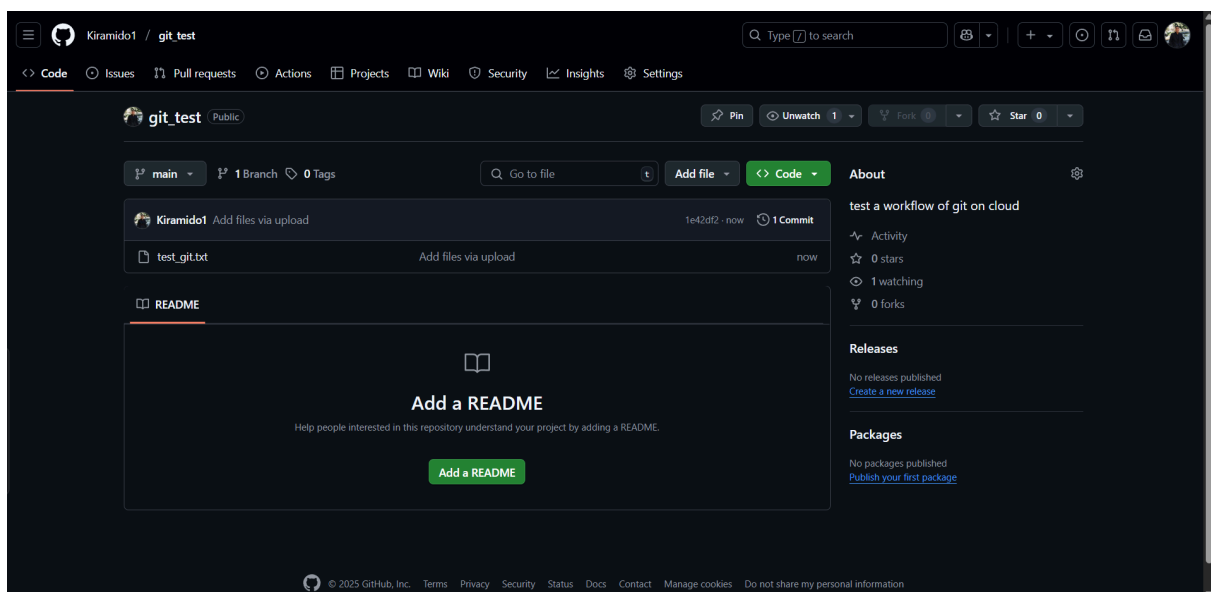 Kiramido1 / git_test
Type / to search
Code Issues Pull requests Actions Projects Wiki Security Insights Settings
git_test Public
Pin Unwatch 1 Fork 0 Star 0
main 1 Branch 0 Tags
Go to file t
Add file Code
Kiramido1 Add files via upload 1e42df2 · now 1 Commit
test_git.txt Add files via upload now
README
Add a README
Help people interested in this repository understand your project by adding a README.
Add a README
About
test a workflow of git on cloud
Activity
0 stars
1 watching
0 forks
Releases
No releases published
Create a new release
Packages
No packages published
Publish your first package
© 2025 GitHub, Inc. Terms Privacy Security Status Docs Contact Manage cookies Do not share my personal information